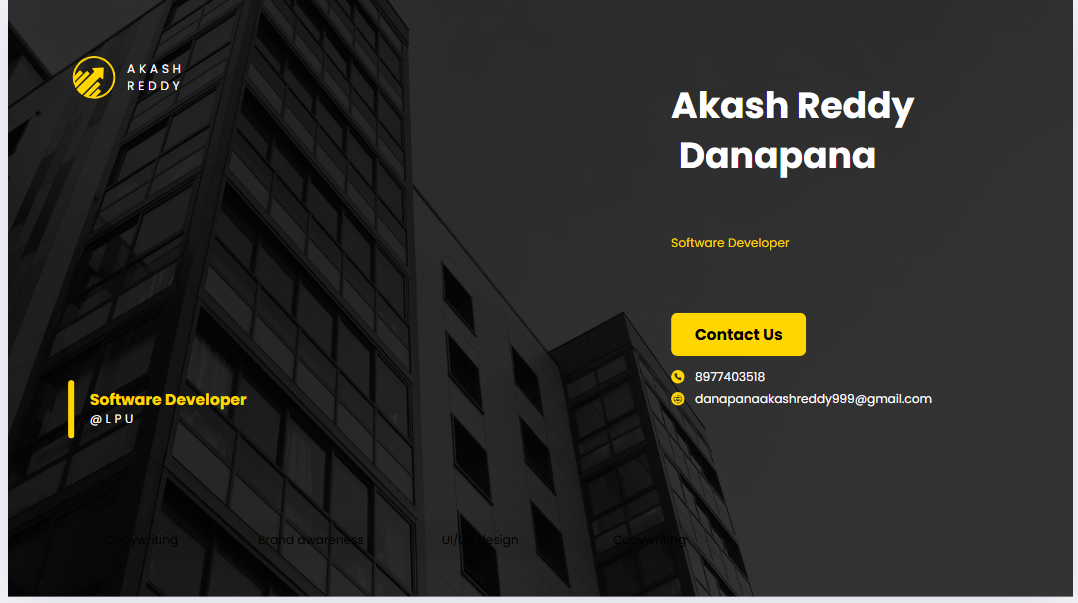 AKASH
REDDY
Akash Reddy
Danapana
Software Developer
Contact Us
8977403518
danapanaakashreddy999@gmail.com
Software Developer
@LPU
Copywriting
Brand awareness
UI/UX design
Copywriting